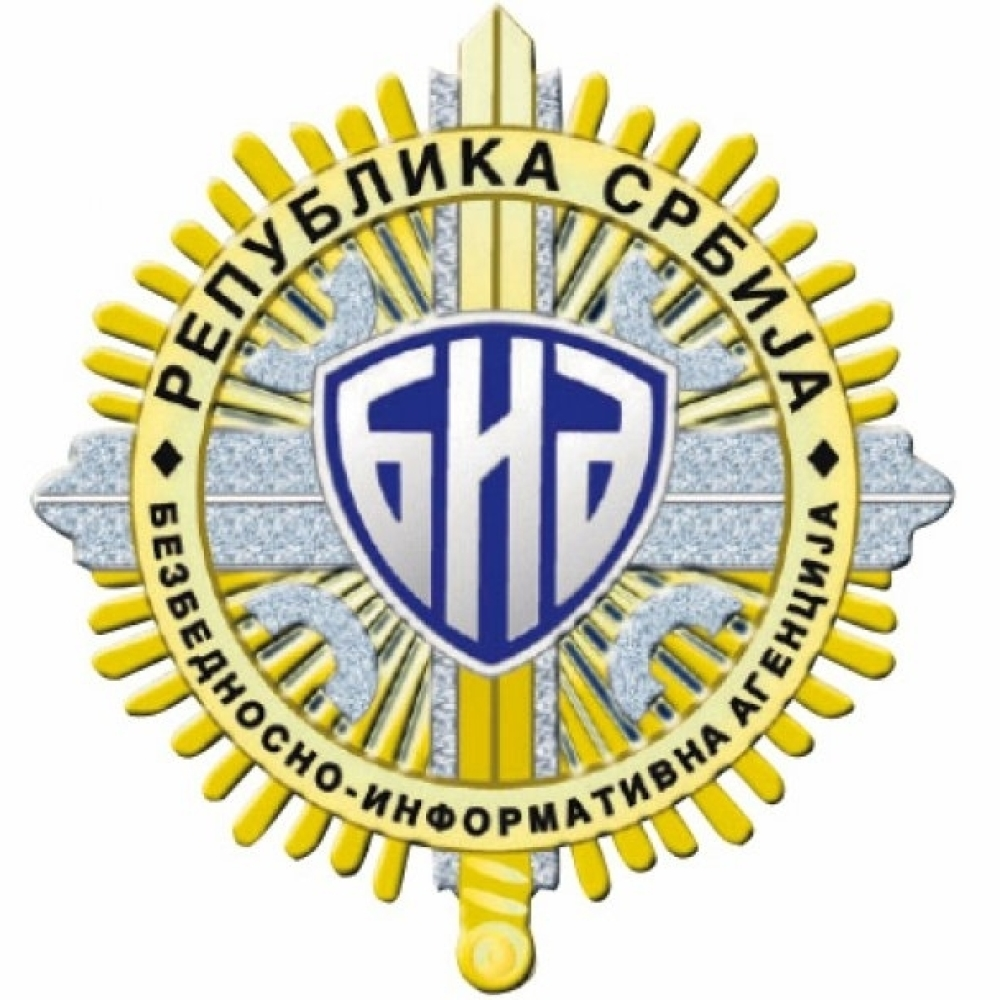 РЕПУБЛИКА СРБИЈА
БИА
БЕЗБЕДНОСНО-ИНФОРМАТИВНА АГЕНЦИЈА